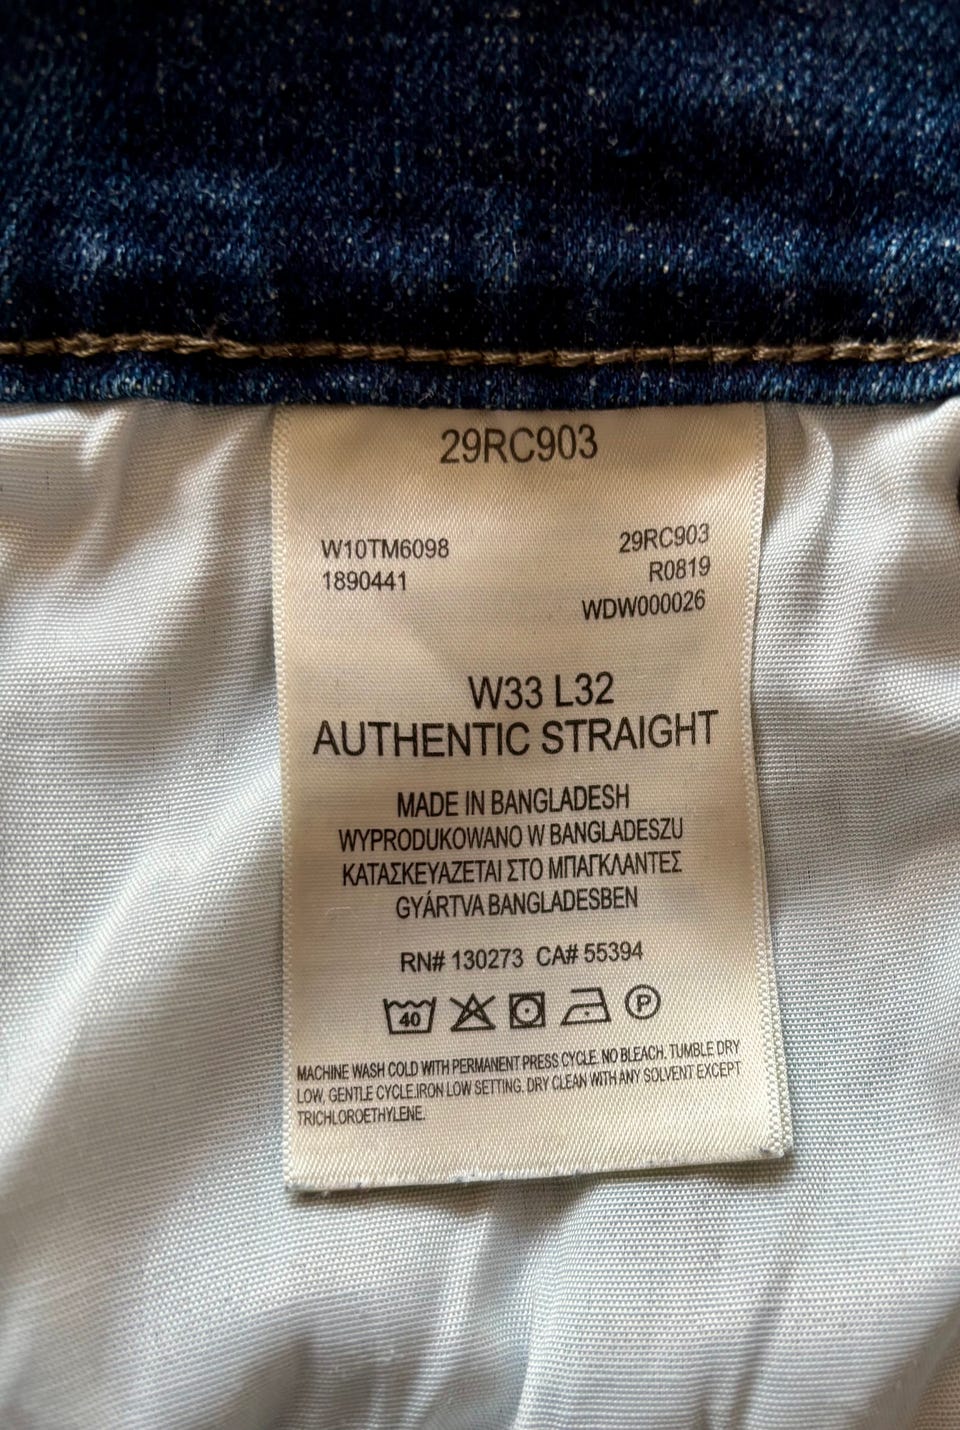 29RC903
W10TM6098
1890441
29RC903
R0819
WDW000026
W33 L32
AUTHENTIC STRAIGHT
MADE IN BANGLADESH
WYPRODUKOWANO W BANGLADESZU
ΚΑΤΑΣΚΕΥΑΖΕΤΑΙ ΣΤΟ ΜΠΑΓΚΛΑΝΤΕΣ
GYÁRTVA BANGLADESBEN
RN# 130273 CA# 55394
40 P
MACHINE WASH COLD WITH PERMANENT PRESS CYCLE. NO BLEACH. TUMBLE DRY
LOW, GENTLE CYCLE.IRON LOW SETTING. DRY CLEAN WITH ANY SOLVENT EXCEPT
TRICHLOROETHYLENE.